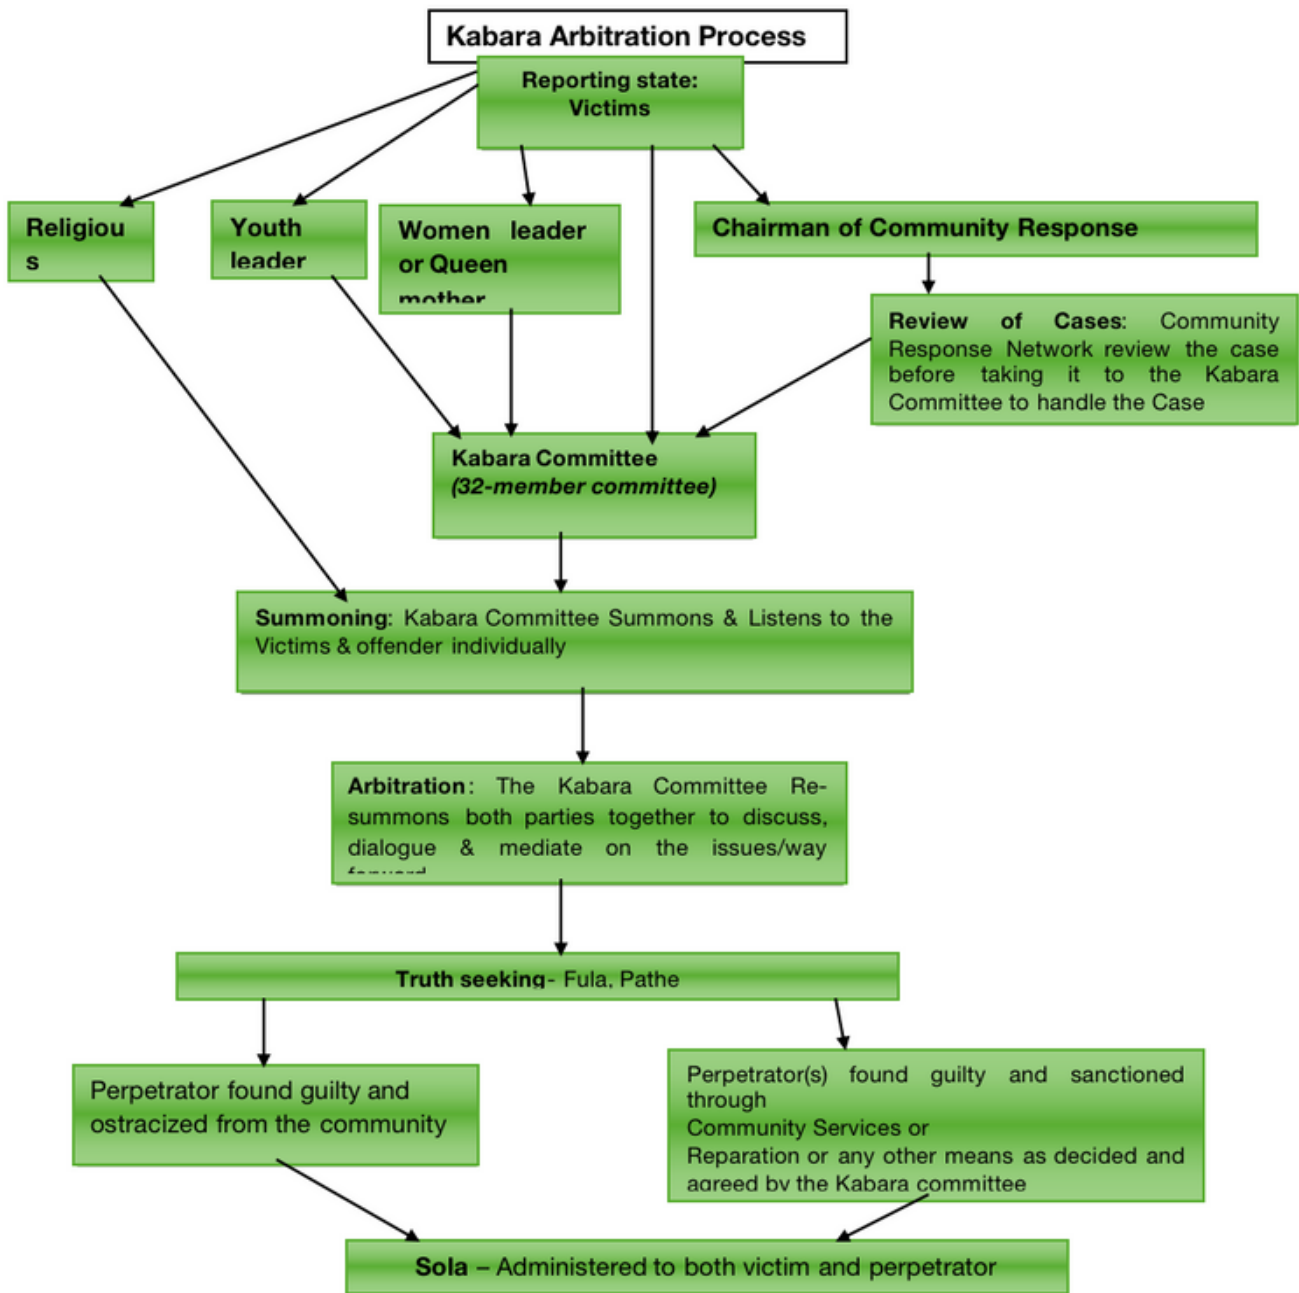 Kabara Arbitration Process
Reporting state:
Victims
Religiou
s
Youth
leader
Women leader
or Queen
mother
Chairman of Community Response
Review of Cases: Community
Response Network review the case
before taking it to the Kabara
Committee to handle the Case
Kabara Committee
(32-member committee)
Summoning: Kabara Committee Summons & Listens to the
Victims & offender individually
Arbitration: The Kabara Committee Re-
summons both parties together to discuss,
dialogue & mediate on the issues/way
forward
Truth seeking- Fula, Pathe
Perpetrator found guilty and
ostracized from the community
Perpetrator(s) found guilty and sanctioned
through
Community Services or
Reparation or any other means as decided and
agreed by the Kabara committee
Sola – Administered to both victim and perpetrator